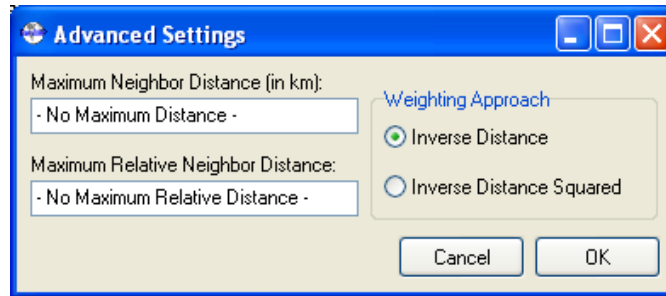 Advanced Settings
Maximum Neighbor Distance (in km):
- No Maximum Distance -
Maximum Relative Neighbor Distance:
- No Maximum Relative Distance -
Weighting Approach
Inverse Distance
Inverse Distance Squared
Cancel
OK